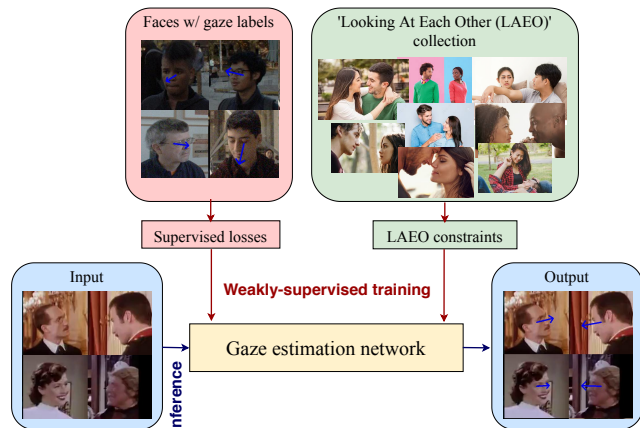 Faces w/ gaze labels
'Looking At Each Other (LAEO)'
collection
Supervised losses
LAEO constraints
Input
Weakly-supervised training
Output
Gaze estimation network
nference